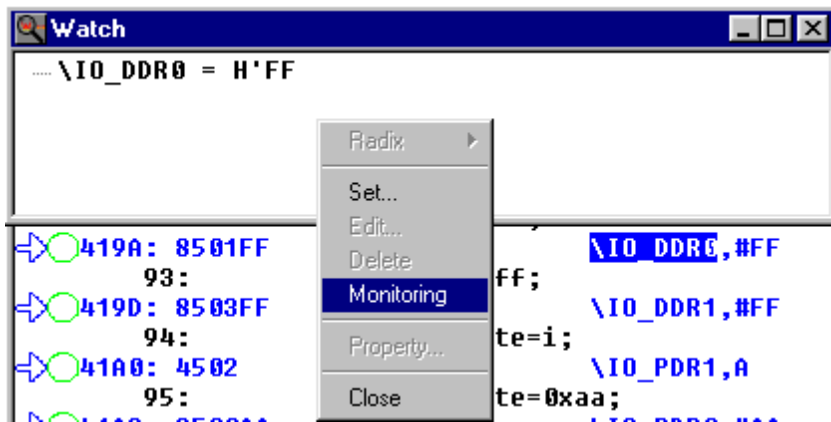 Watch
\IO_DDR0 = H'FF
Radix
Set...
Edit...
Delete
Monitoring
Property...
Close
419A: 8501FF \IO_DDR0,#FF
93: ff;
419D: 8503FF \IO_DDR1,#FF
94: te=i;
41A0: 4502 \IO_PDR1,A
95: te=0xaa;